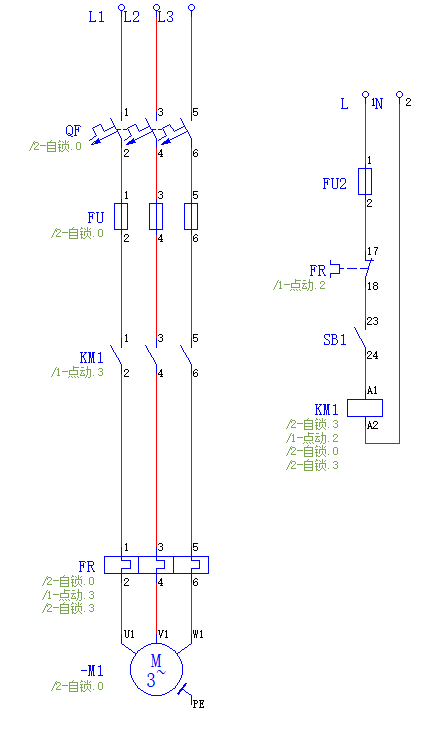 L1 L2 L3
1 3 5
QF
/2-自锁.0
2 4 6
1 3 5
FU
/2-自锁.0
2 4 6
1 3 5
KM1
/1-点动.3
2 4 6
1 3 5
FR
/2-自锁.0
/1-点动.3
/2-自锁.3
2 4 6
U1 V1 W1
-M1
/2-自锁.0
M
3~
PE
L 1 N 2
1
FU2
2
17
FR
/1-点动.2
18
23
SB1
24
A1
KM1
A2
/2-自锁.3
/1-点动.2
/2-自锁.0
/2-自锁.3